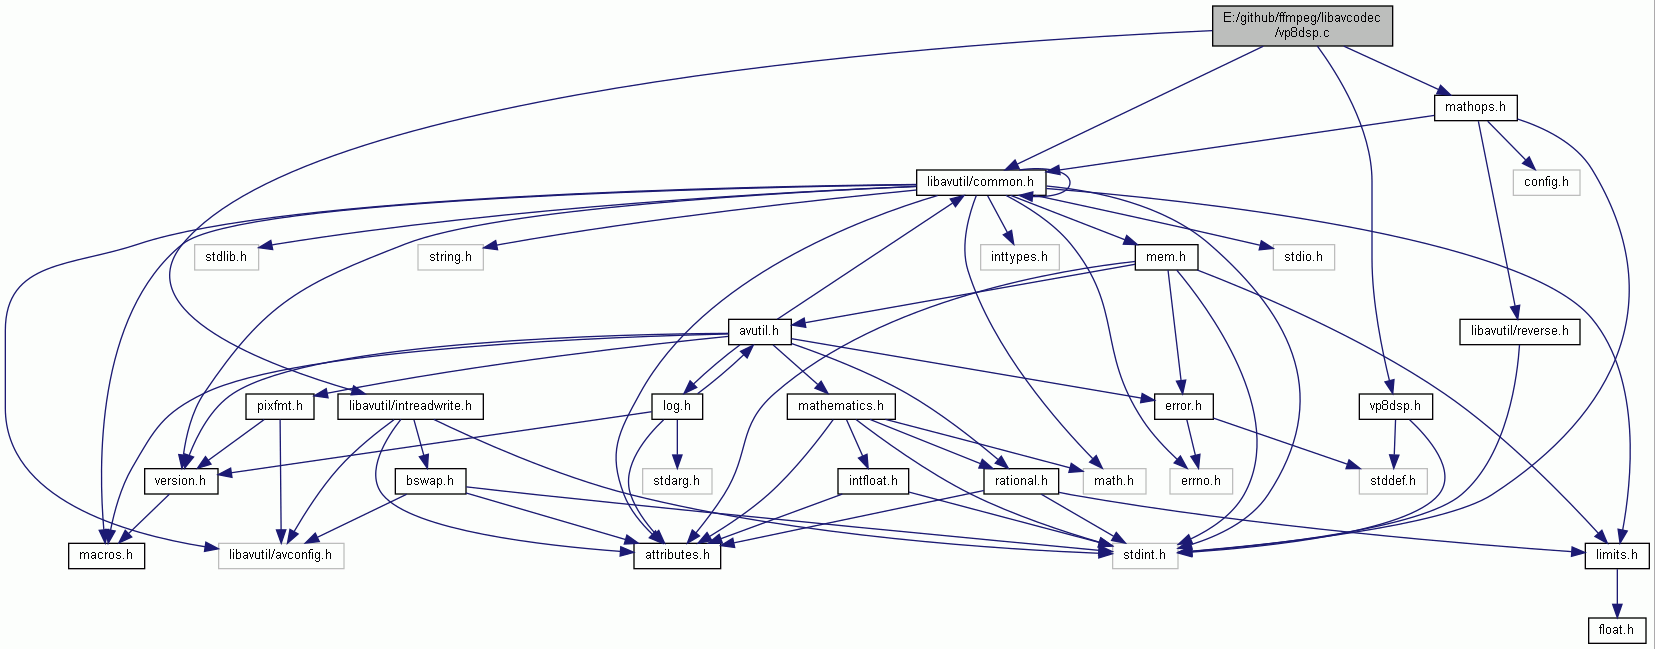 E:/github/ffmpeg/libavcodec
/vp8dsp.c
mathops.h
libavutil/common.h
config.h
stdlib.h
string.h
inttypes.h
mem.h
stdio.h
avutil.h
libavutil/reverse.h
pixfmt.h
libavutil/intreadwrite.h
log.h
mathematics.h
error.h
vp8dsp.h
version.h
bswap.h
stdarg.h
intfloat.h
rational.h
math.h
errno.h
stddef.h
macros.h
libavutil/avconfig.h
attributes.h
stdint.h
limits.h
float.h